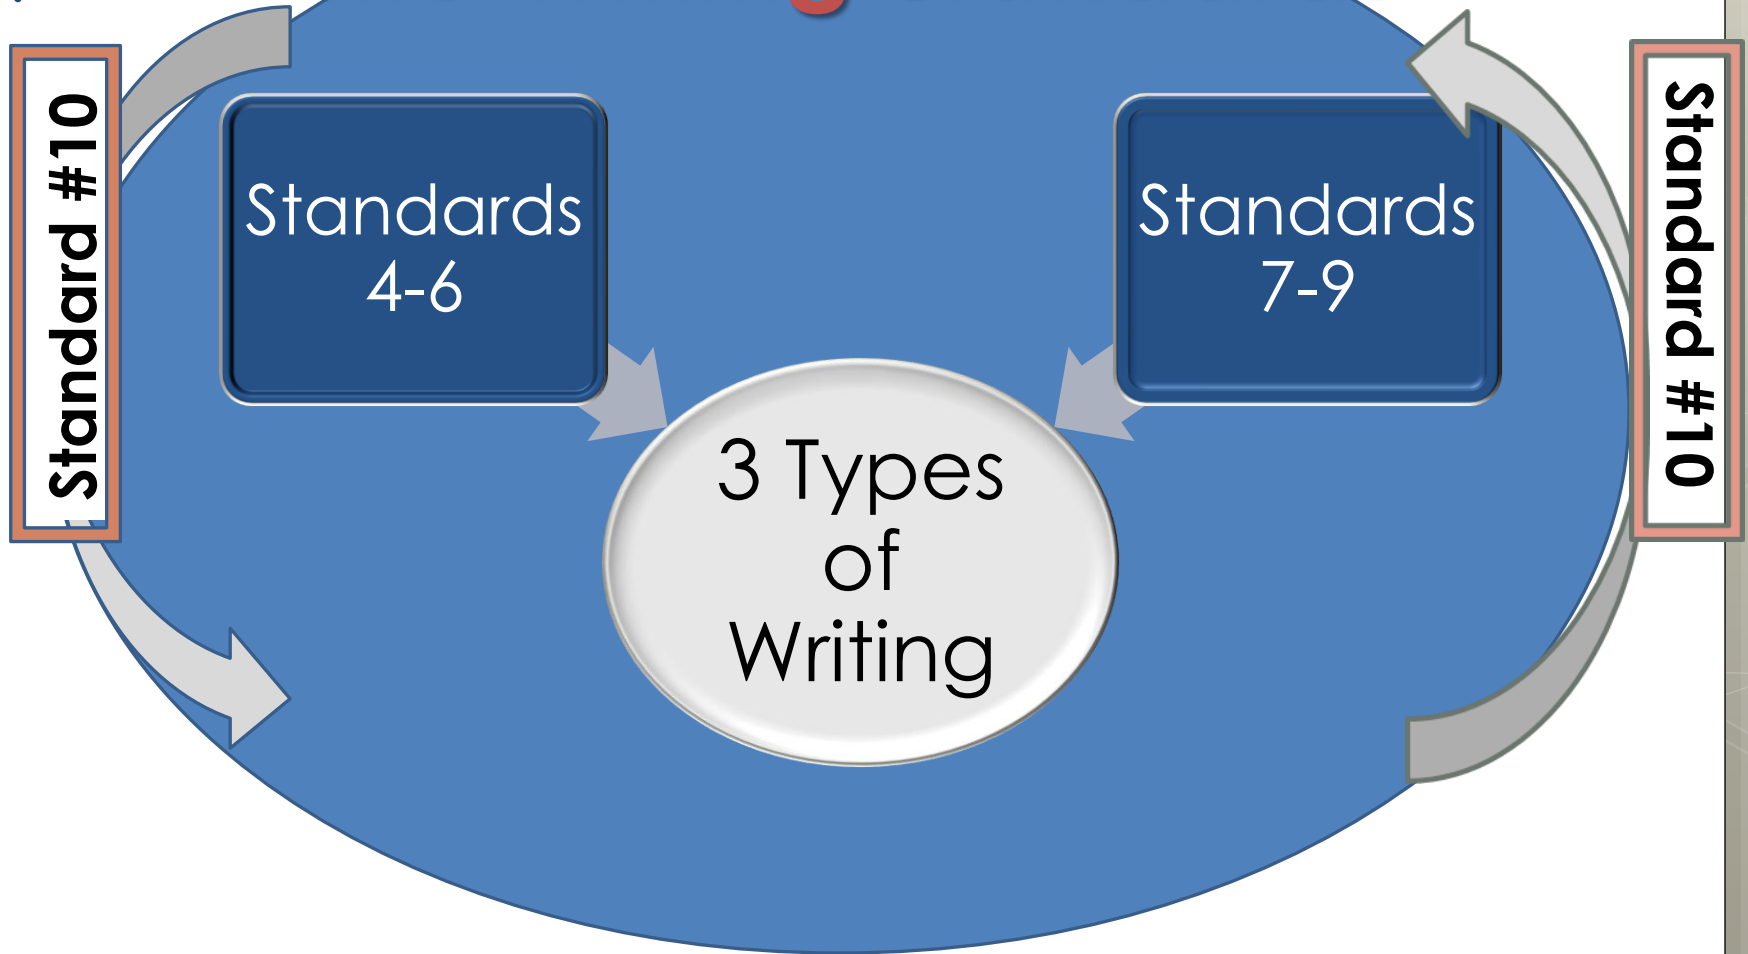 Standard #10
Standards
4-6
Standards
7-9
Standard #10
3 Types
of
Writing